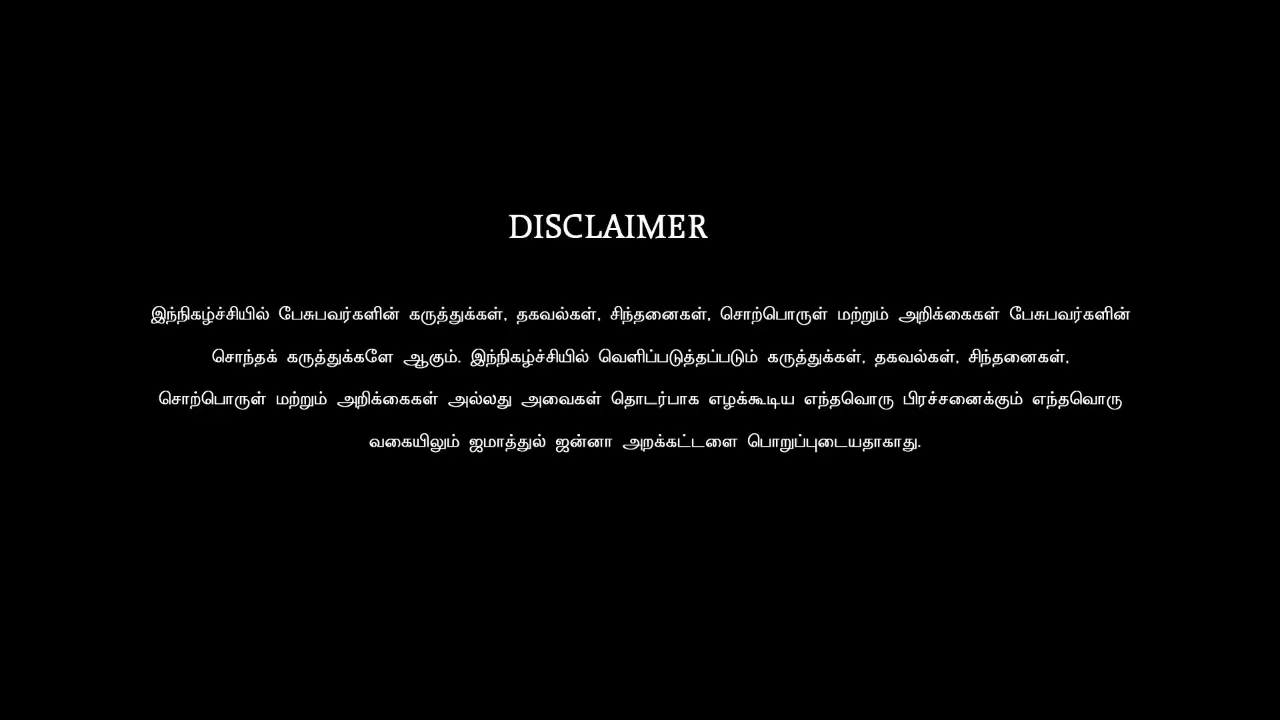 DISCLAIMER
இந்நிகழ்ச்சியில் பேசுபவர்களின் கருத்துக்கள், தகவல்கள், சிந்தனைகள், சொற்பொருள் மற்றும் அறிக்கைகள் பேசுபவர்களின்
சொந்தக் கருத்துக்களே ஆகும். இந்நிகழ்ச்சியில் வெளிப்படுத்தப்படும் கருத்துக்கள், தகவல்கள், சிந்தனைகள்,
சொற்பொருள் மற்றும் அறிக்கைகள் அல்லது அவைகள் தொடர்பாக எழக்கூடிய எந்தவொரு பிரச்சனைக்கும் எந்தவொரு
வகையிலும் ஜமாத்துல் ஜன்னா அறக்கட்டளை பொறுப்புடையதாகாது.